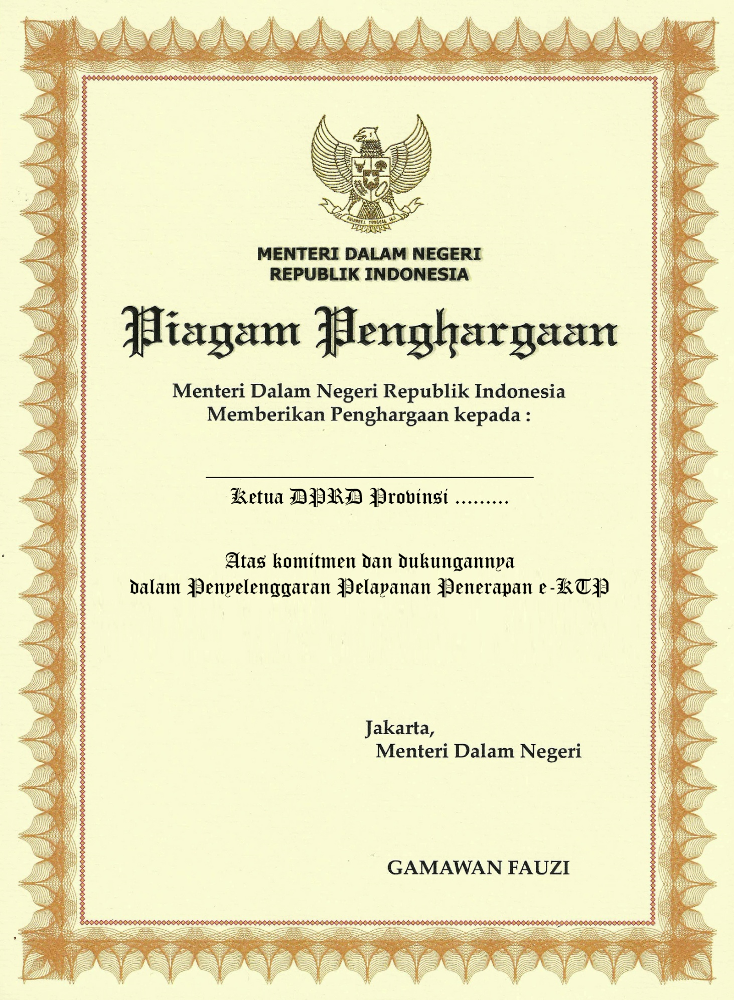 BHINNEKA TUNGGAL IKA
MENTERI DALAM NEGERI
REPUBLIK INDONESIA
Piagam Penghargaan
Menteri Dalam Negeri Republik Indonesia
Memberikan Penghargaan kepada :
Ketua DPRD Provinsi .........
Atas komitmen dan dukungannya
dalam Penyelenggaran Pelayanan Penerapan e-KTP
Jakarta,
Menteri Dalam Negeri
GAMAWAN FAUZI